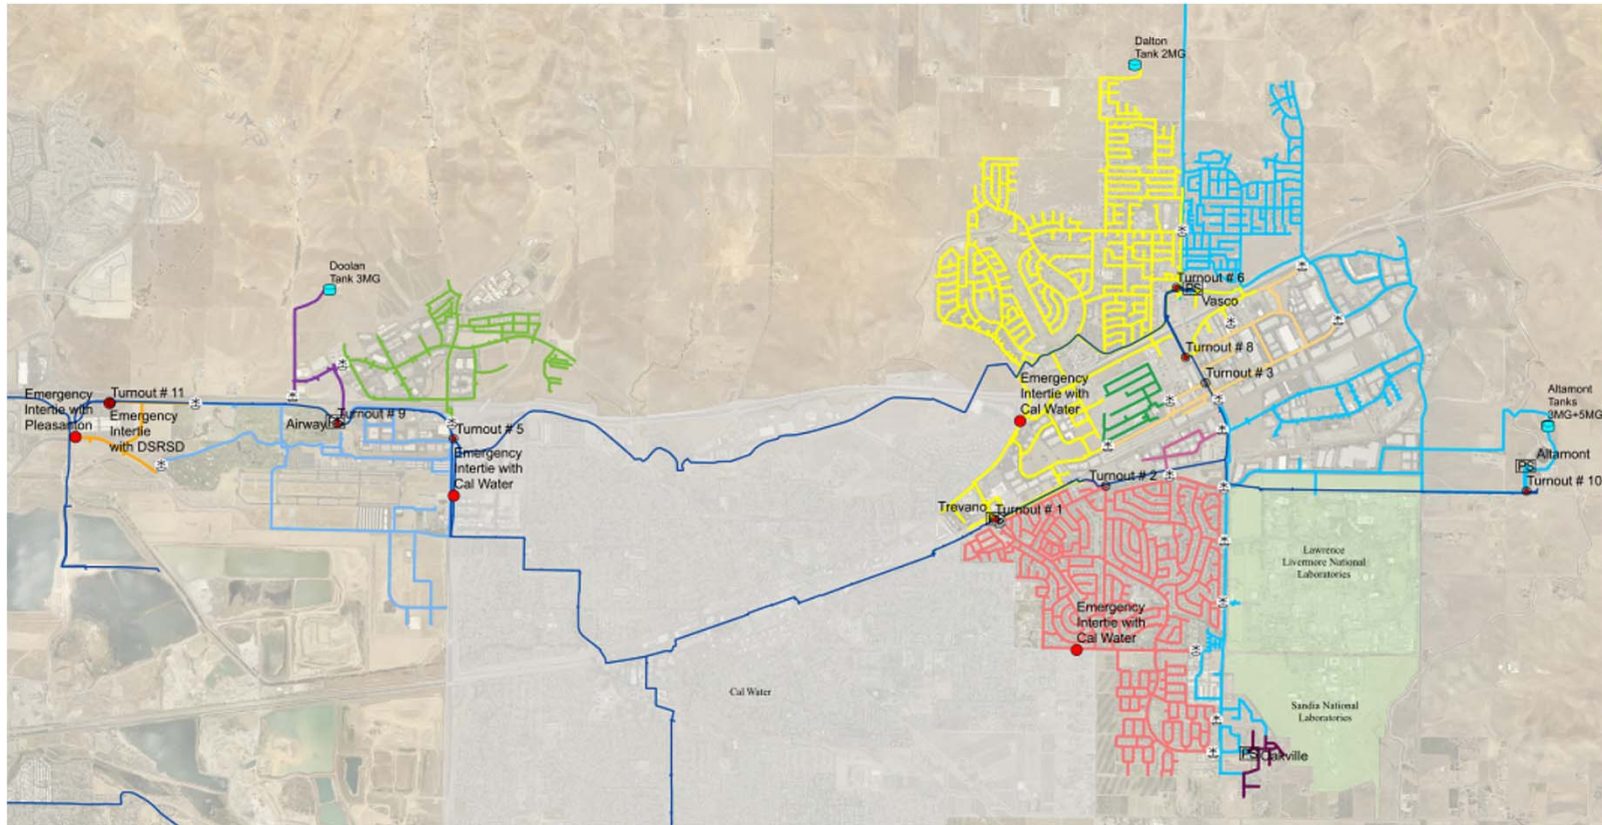 Dalton
Tank 2MG
Doolan
Tank 3MG
Turnout # 6
PS
Vasco
Turnout # 8
Turnout # 3
Emergency
Intertie with
Cal Water
Emergency
Intertie with
Pleasanton
Turnout # 11
Emergency
Intertie
with DSRSD
Airway
Turnout # 9
Turnout # 5
Emergency
Intertie with
Cal Water
Altamont
Tanks
3MG+5MG
PS
Altamont
Turnout # 10
Turnout # 2
Trevano
Turnout # 1
Lawrence
Livermore National
Laboratories
Emergency
Intertie with
Cal Water
Cal Water
Sandia National
Laboratories
PS
Oakville